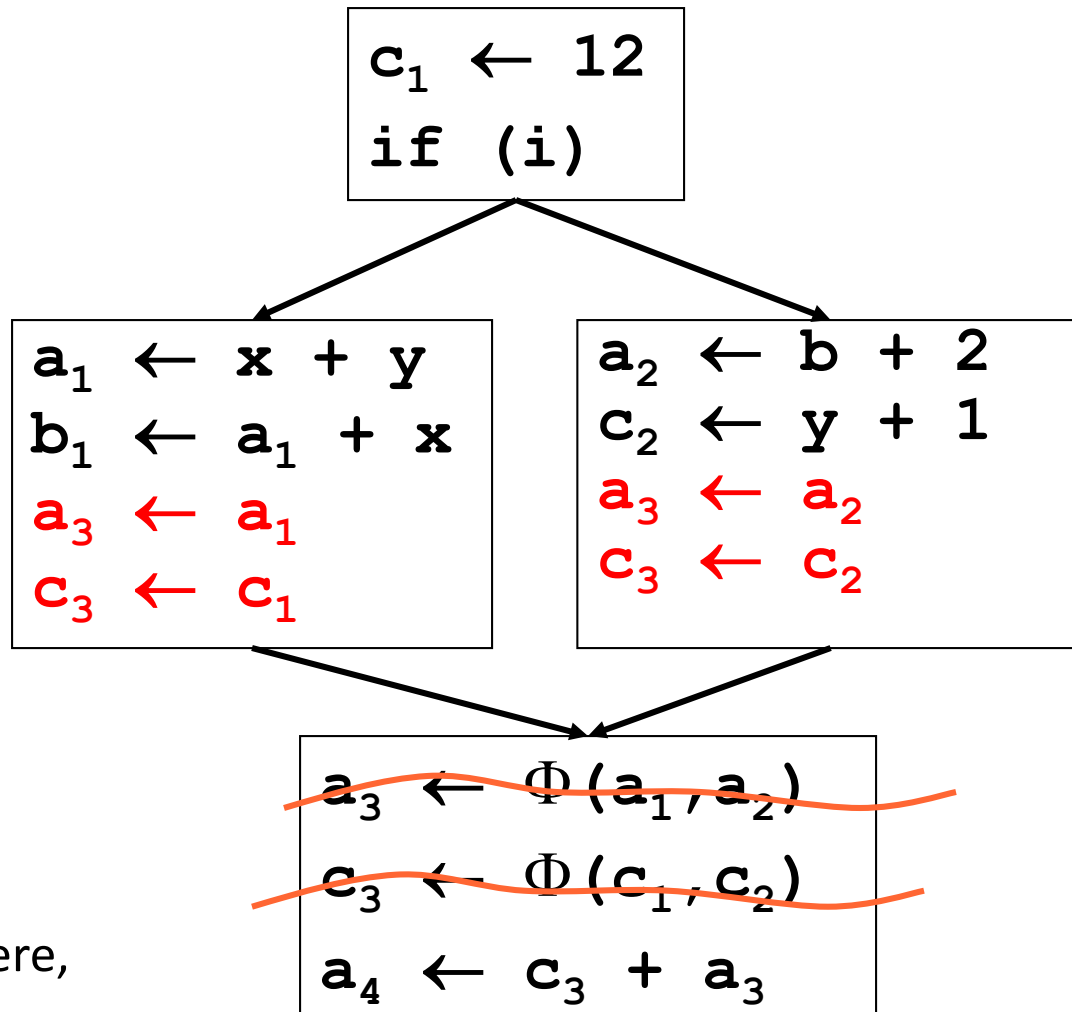 c₁ ← 12
if (i)
a₁ ← x + y
b₁ ← a₁ + x
a₃ ← a₁
c₃ ← c₁
a₂ ← b + 2
c₂ ← y + 1
a₃ ← a₂
c₃ ← c₂
a₃ ← Φ(a₁,a₂)
c₃ ← Φ(c₁,c₂)
a₄ ← c₃ + a₃
ere,